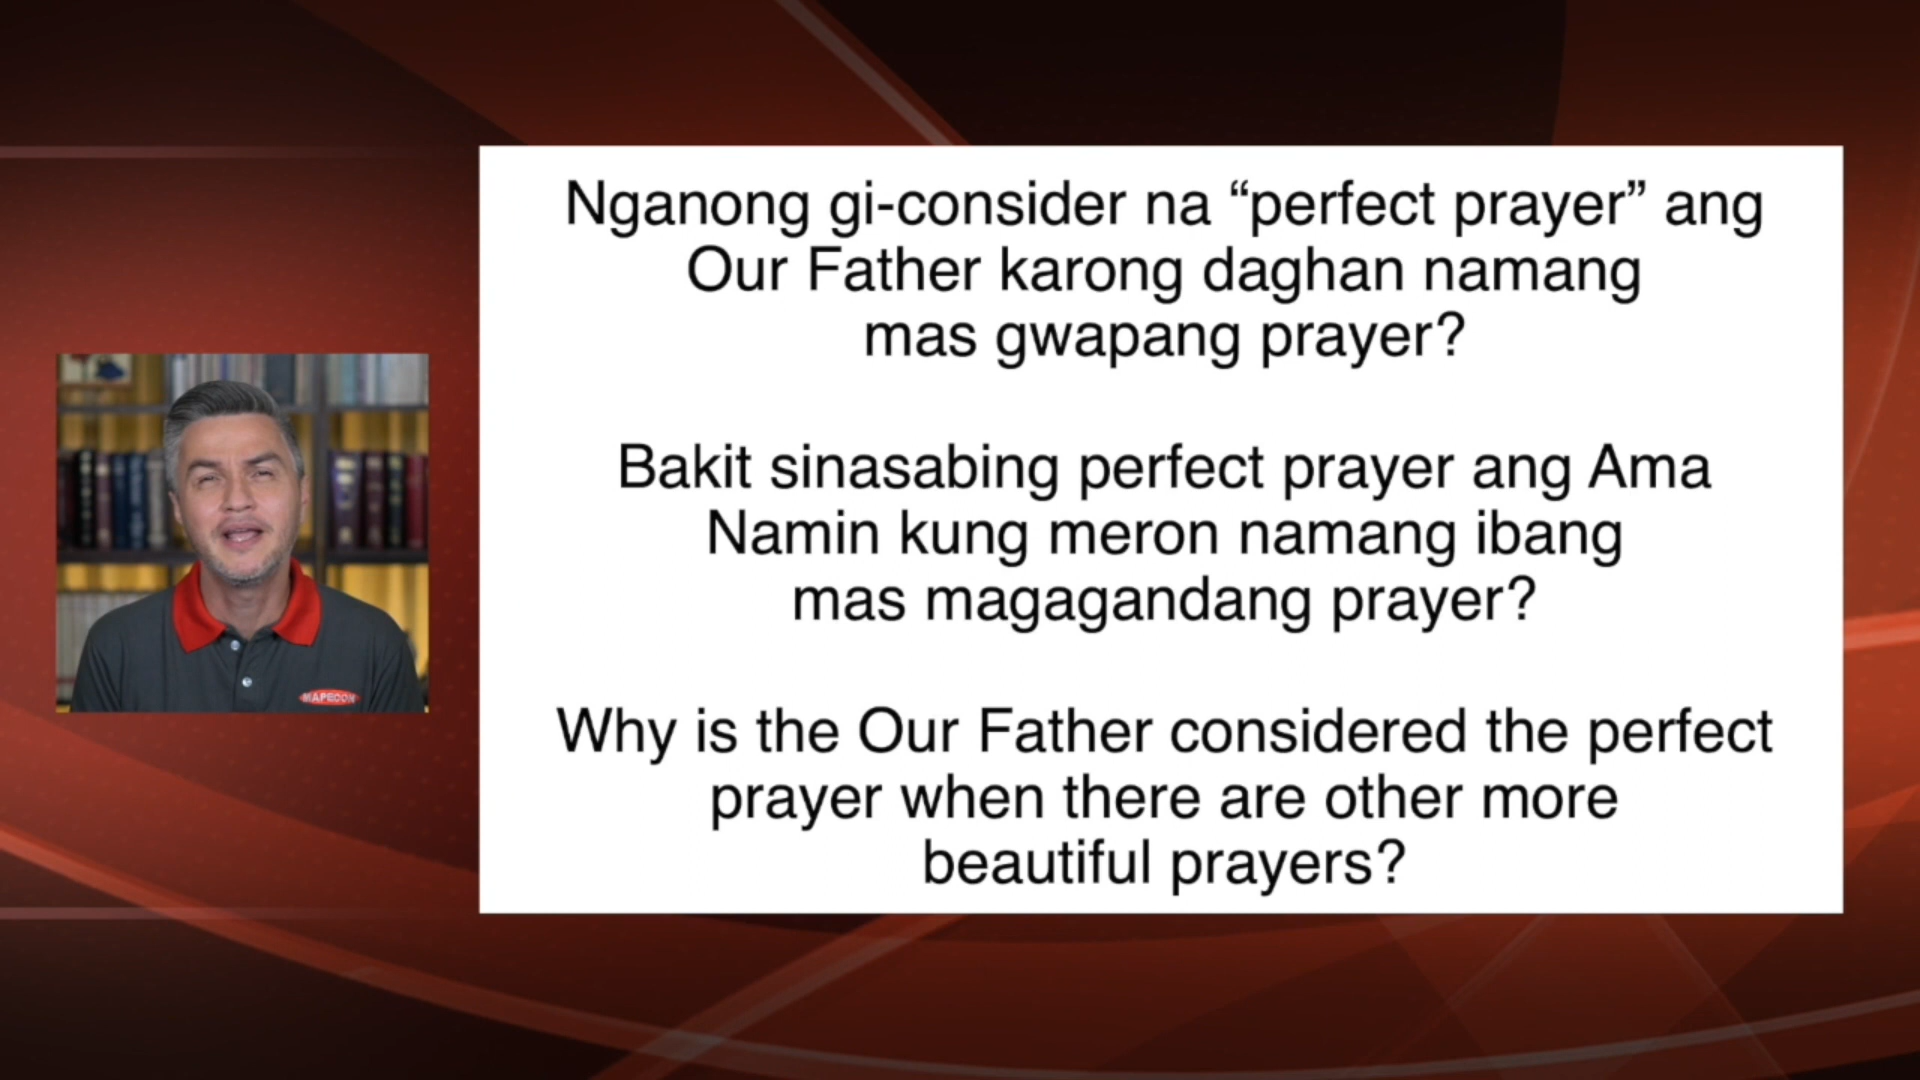 Nganong gi-consider na “perfect prayer” ang
Our Father karong daghan namang
mas gwapang prayer?
Bakit sinasabing perfect prayer ang Ama
Namin kung meron namang ibang
mas magagandang prayer?
Why is the Our Father considered the perfect
prayer when there are other more
beautiful prayers?
MAPECON